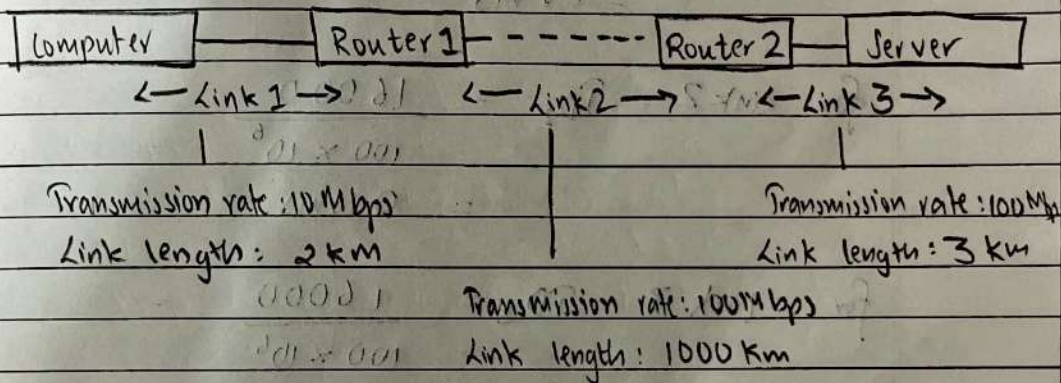 Computer Router 1 Router 2 Server
← Link 1 → ← Link 2 → ← Link 3 →
Transmission rate: 10 Mbps Transmission rate: 100 Mb
Link length: 2 km Link length: 3 km
Transmission rate: 100 Mbps
Link length: 1000 Km